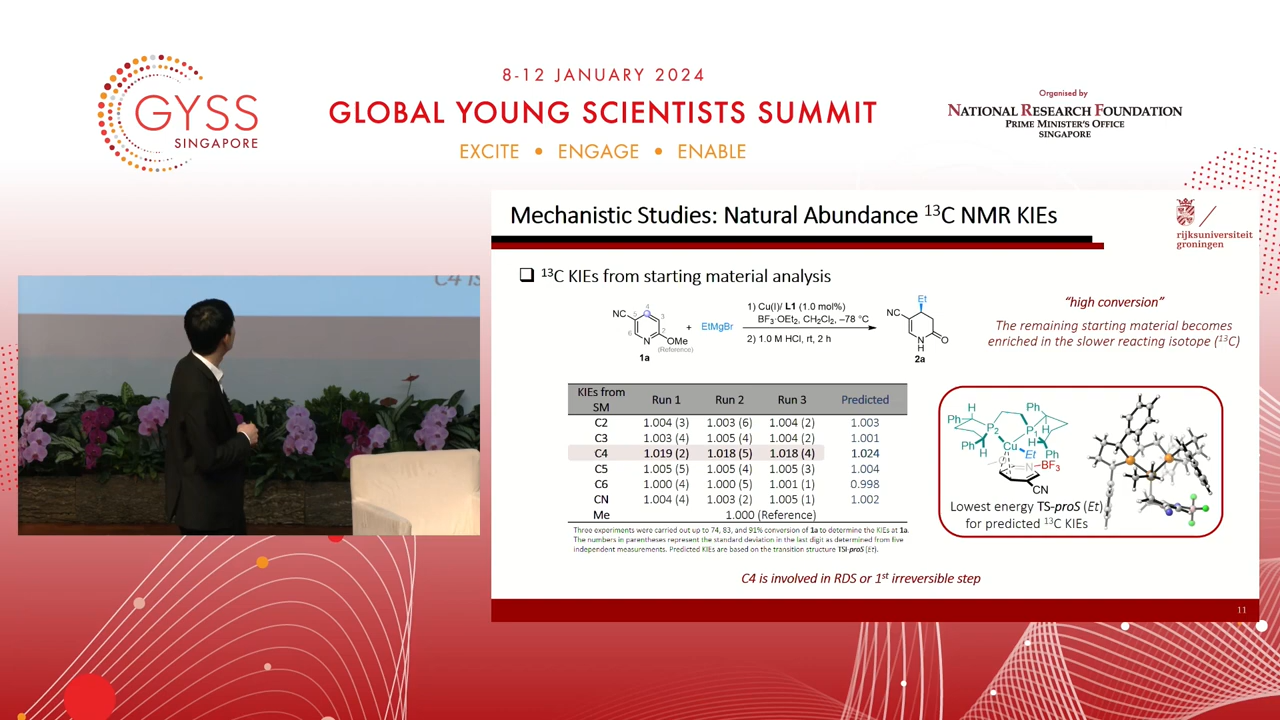 8-12 JANUARY 2024
GLOBAL YOUNG SCIENTISTS SUMMIT
EXCITE • ENGAGE • ENABLE
GYSS
SINGAPORE
Organised by
NATIONAL RESEARCH FOUNDATION
PRIME MINISTER'S OFFICE
SINGAPORE
C4 is
Mechanistic Studies: Natural Abundance ¹³C NMR KIEs
rijksuniversiteit
groningen
❑ ¹³C KIEs from starting material analysis
NC 5 4 3 6 N 2 OMe
(Reference)
1a
+
EtMgBr
1) Cu(I)/ L1 (1.0 mol%)
BF₃·OEt₂, CH₂Cl₂, –78 °C
2) 1.0 M HCl, rt, 2 h
Et
NC
N
H
O
2a
"high conversion"
The remaining starting material becomes
enriched in the slower reacting isotope (¹³C)
KIEs from SM Run 1 Run 2 Run 3 Predicted
C2 1.004 (3) 1.003 (6) 1.004 (2) 1.003
C3 1.003 (4) 1.005 (4) 1.004 (2) 1.001
C4 1.019 (2) 1.018 (5) 1.018 (4) 1.024
C5 1.005 (5) 1.005 (4) 1.005 (3) 1.004
C6 1.000 (4) 1.000 (5) 1.001 (1) 0.998
CN 1.004 (4) 1.003 (2) 1.005 (1) 1.002
Me 1.000 (Reference)
Three experiments were carried out up to 74, 83, and 91% conversion of 1a to determine the KIEs at 1a.
The numbers in parentheses represent the standard deviation in the last digit as determined from five
independent measurements. Predicted KIEs are based on the transition structure TSI-proS (Et).
Ph H Ph
Ph P₂ P₁ H
H
Ph H Cu Et Ph
N BF₃
CN
Lowest energy TS-proS (Et)
for predicted ¹³C KIEs
C4 is involved in RDS or 1ˢᵗ irreversible step
11